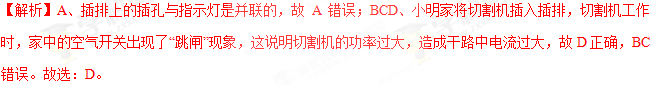 【解析】A、插排上的插孔与指示灯是并联的，故 A 错误；BCD、小明家将切割机插入插排，切割机工作
时，家中的空气开关出现了“跳闸”现象，这说明切割机的功率过大，造成干路中电流过大，故 D 正确，BC
错误。故选：D。